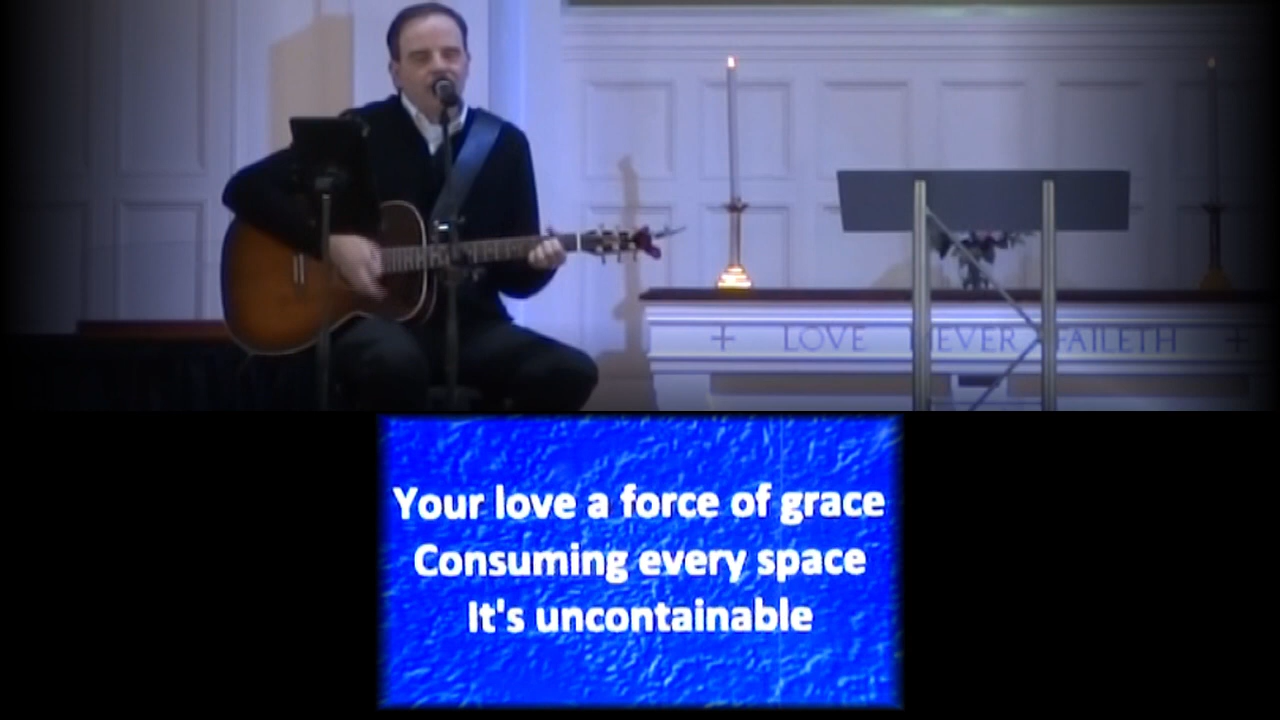 LOVE NEVER FAILETH
Your love a force of grace
Consuming every space
It's uncontainable